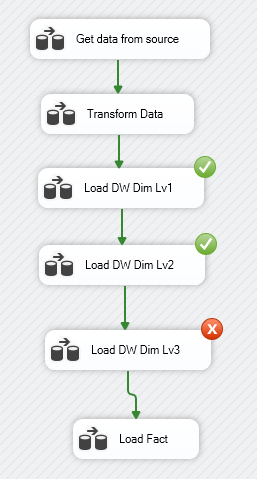 Get data from source
Transform Data
Load DW Dim Lv1
Load DW Dim Lv2
Load DW Dim Lv3
Load Fact